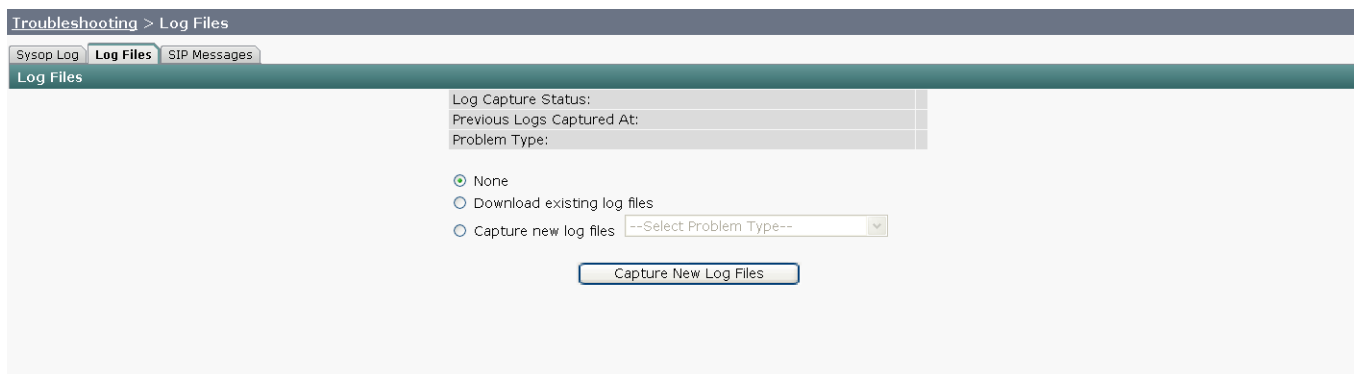 Troubleshooting > Log Files
Sysop Log Log Files SIP Messages
Log Files
Log Capture Status:
Previous Logs Captured At:
Problem Type:
None
Download existing log files
Capture new log files --Select Problem Type--
Capture New Log Files